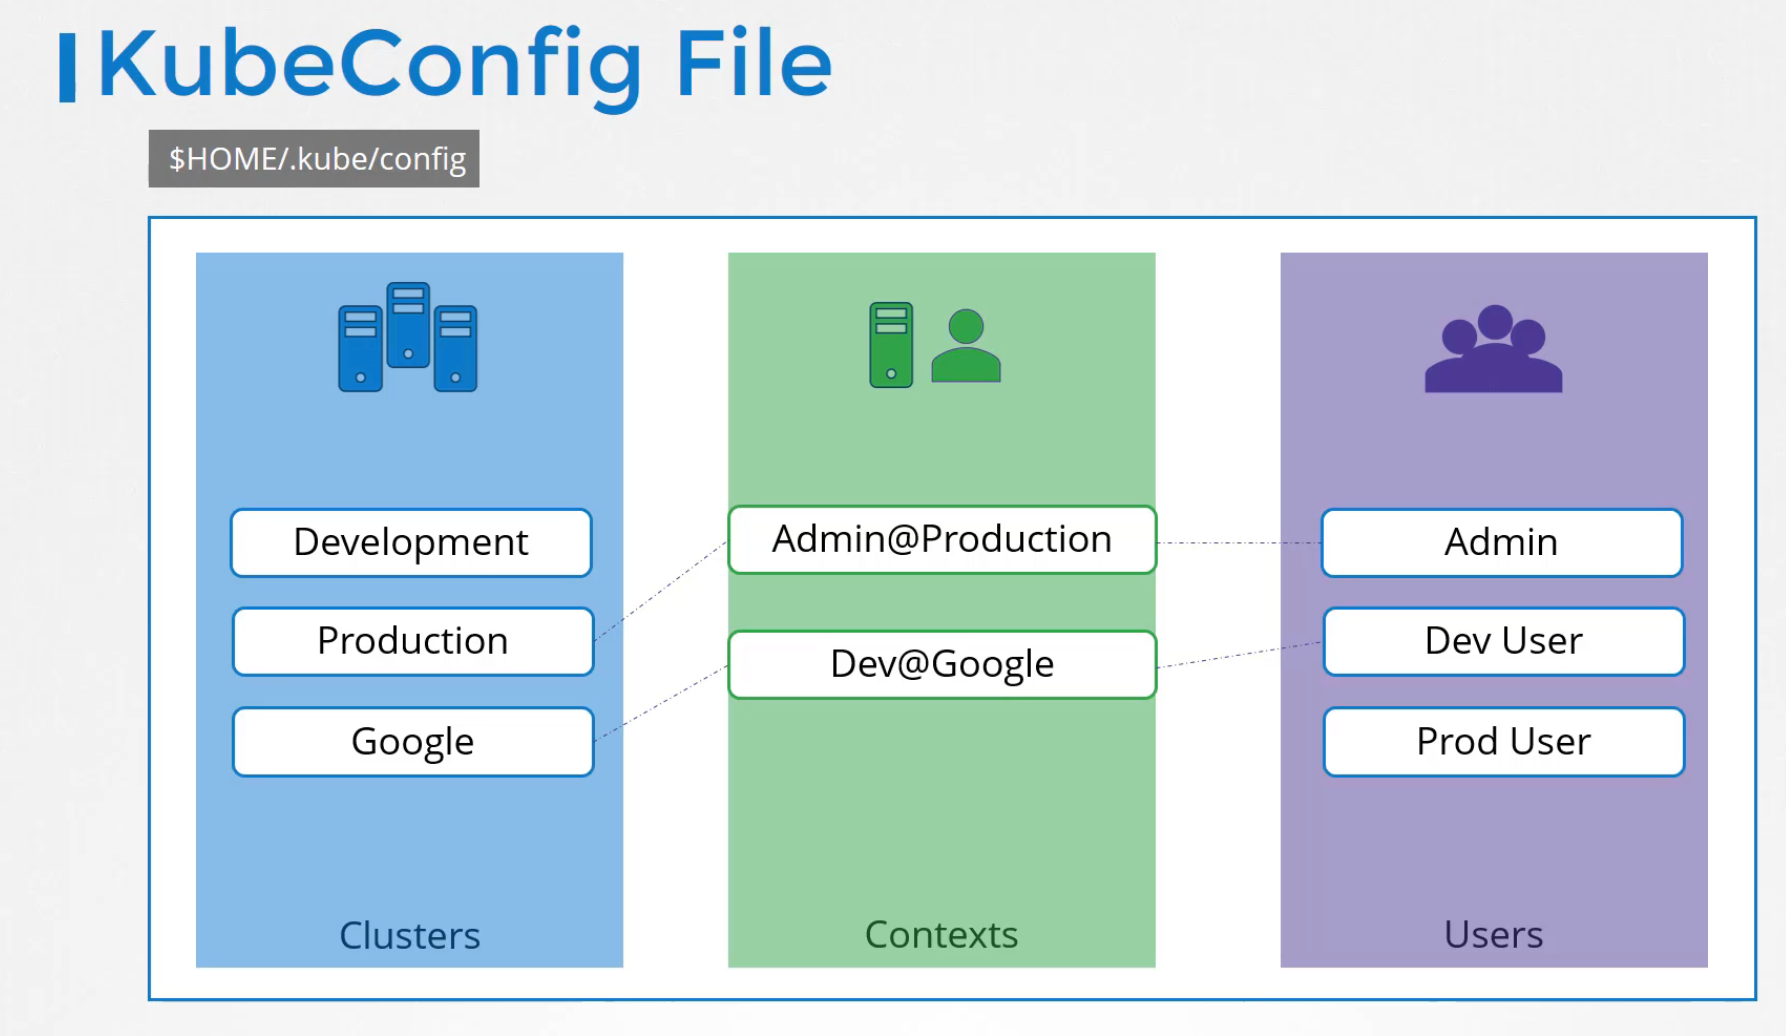 KubeConfig File
$HOME/.kube/config
Development
Production
Google
Clusters
Admin@Production
Dev@Google
Contexts
Admin
Dev User
Prod User
Users